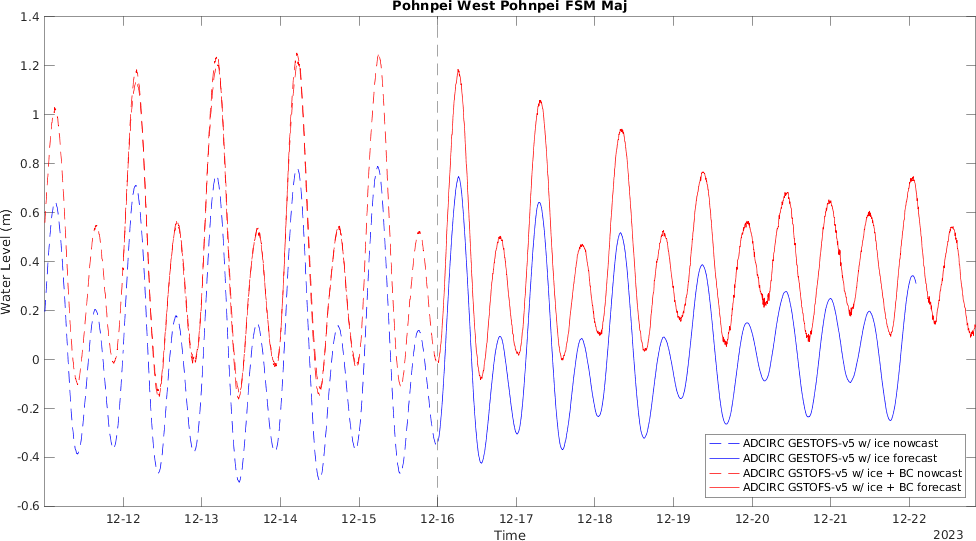 Pohnpei West Pohnpei FSM Maj
Water Level (m)
1.4
1.2
1
0.8
0.6
0.4
0.2
0
-0.2
-0.4
-0.6
ADCIRC GESTOFS-v5 w/ ice nowcast
ADCIRC GESTOFS-v5 w/ ice forecast
ADCIRC GSTOFS-v5 w/ ice + BC nowcast
ADCIRC GSTOFS-v5 w/ ice + BC forecast
12-12 12-13 12-14 12-15 12-16 12-17 12-18 12-19 12-20 12-21 12-22
Time
2023